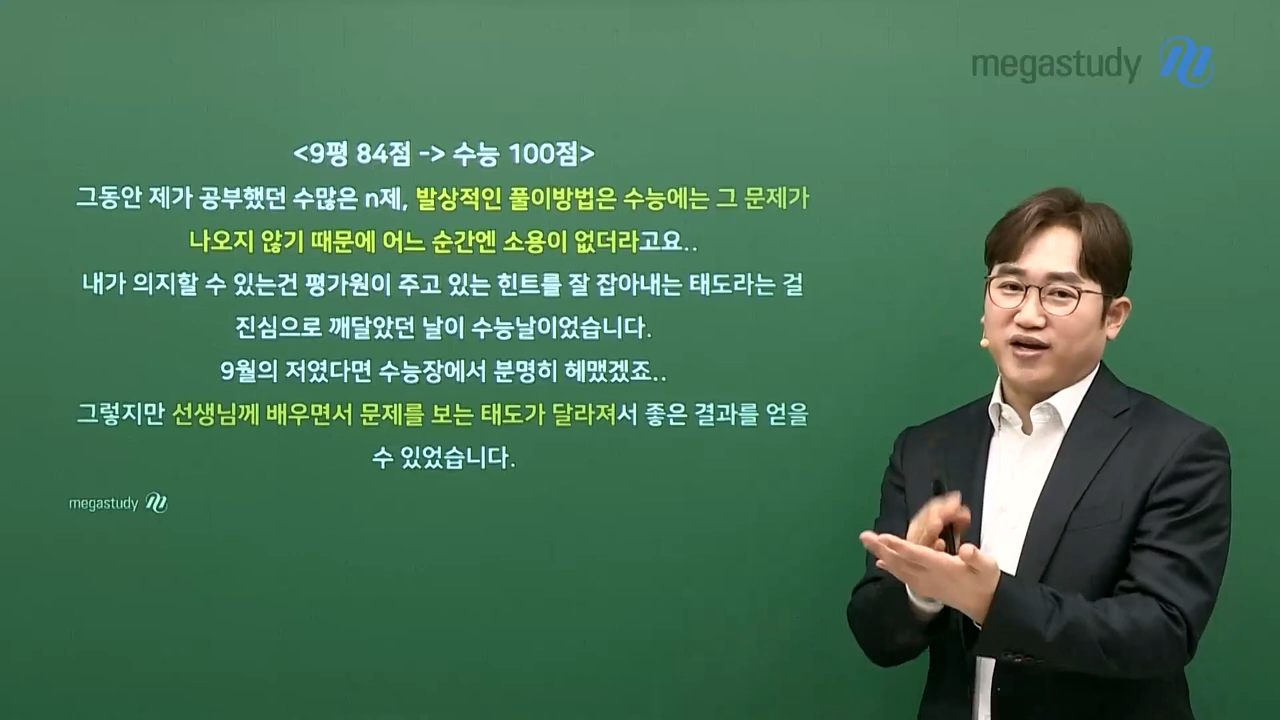 megastudy
<9평 84점 -> 수능 100점>
그동안 제가 공부했던 수많은 n제, 발상적인 풀이방법은 수능에는 그 문제가
나오지 않기 때문에 어느 순간엔 소용이 없더라고요..
내가 의지할 수 있는건 평가원이 주고 있는 힌트를 잘 잡아내는 태도라는 걸
진심으로 깨달았던 날이 수능날이었습니다.
9월의 저였다면 수능장에서 분명히 헤맸겠죠..
그렇지만 선생님께 배우면서 문제를 보는 태도가 달라져서 좋은 결과를 얻을
수 있었습니다.
megastudy